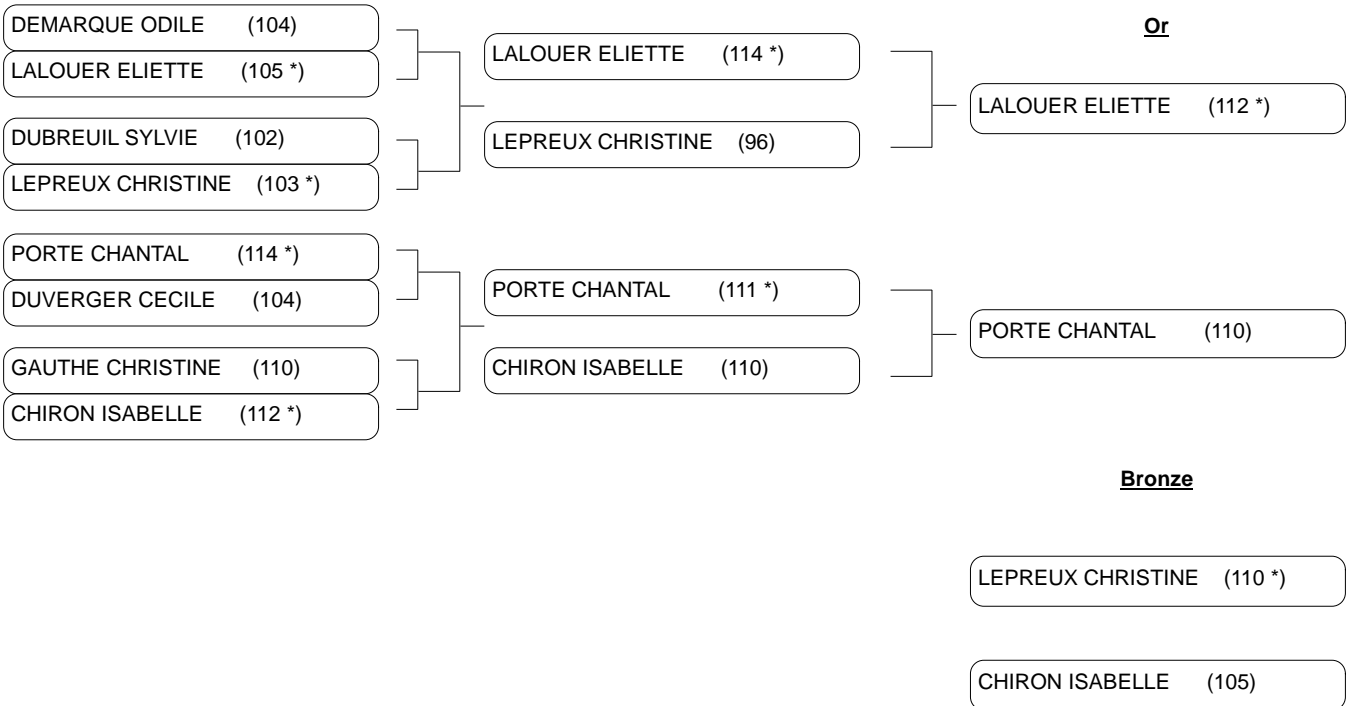 DEMARQUE ODILE (104)
LALOUER ELIETTE (105 *)
DUBREUIL SYLVIE (102)
LEPREUX CHRISTINE (103 *)
PORTE CHANTAL (114 *)
DUVERGER CECILE (104)
GAUTHE CHRISTINE (110)
CHIRON ISABELLE (112 *)
LALOUER ELIETTE (114 *)
LEPREUX CHRISTINE (96)
PORTE CHANTAL (111 *)
CHIRON ISABELLE (110)
Or
LALOUER ELIETTE (112 *)
PORTE CHANTAL (110)
Bronze
LEPREUX CHRISTINE (110 *)
CHIRON ISABELLE (105)